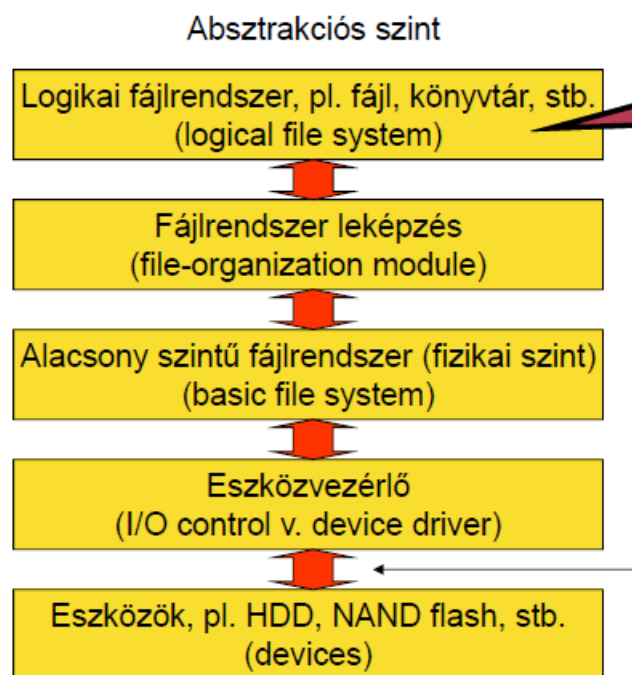 Absztrakciós szint
Logikai fájlrendszer, pl. fájl, könyvtár, stb.
(logical file system)
Fájlrendszer leképzés
(file-organization module)
Alacsony szintű fájlrendszer (fizikai szint)
(basic file system)
Eszközvezérlő
(I/O control v. device driver)
Eszközök, pl. HDD, NAND flash, stb.
(devices)